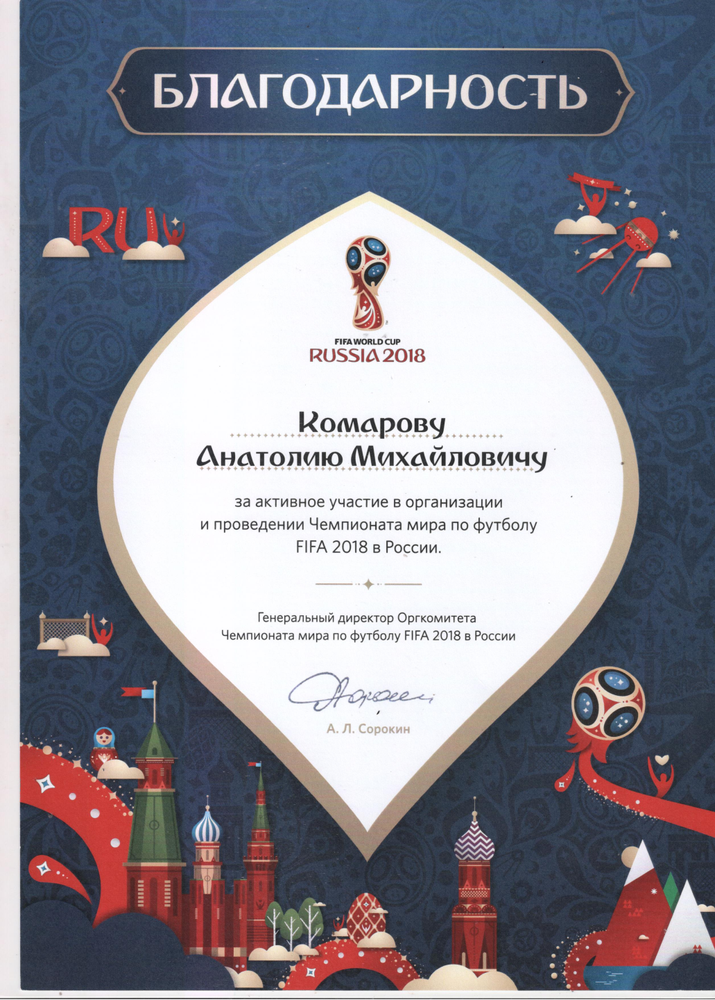 БЛАГОДАРНОСТЬ
RU
FIFA WORLD CUP
RUSSIA 2018
Комарову
Анатолию Михайловичу
за активное участие в организации
и проведении Чемпионата мира по футболу
FIFA 2018 в России.
Генеральный директор Оргкомитета
Чемпионата мира по футболу FIFA 2018 в России
А. Л. Сорокин